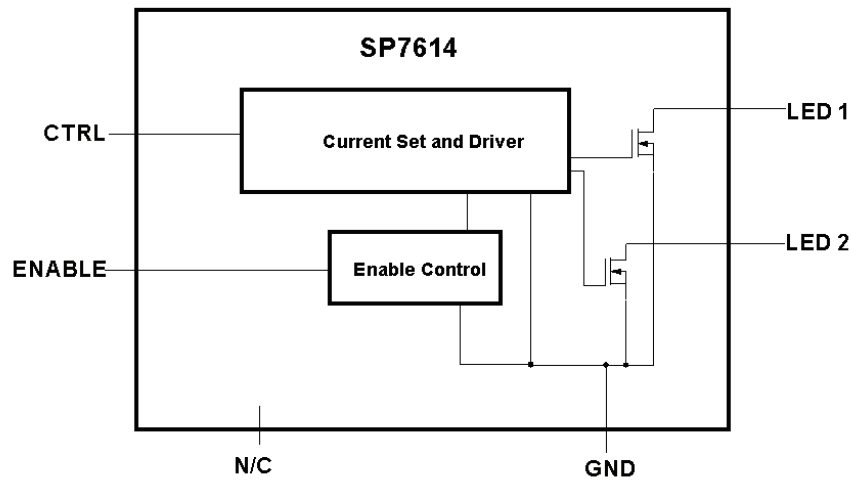 SP7614
CTRL
Current Set and Driver
LED 1
LED 2
ENABLE
Enable Control
N/C
GND